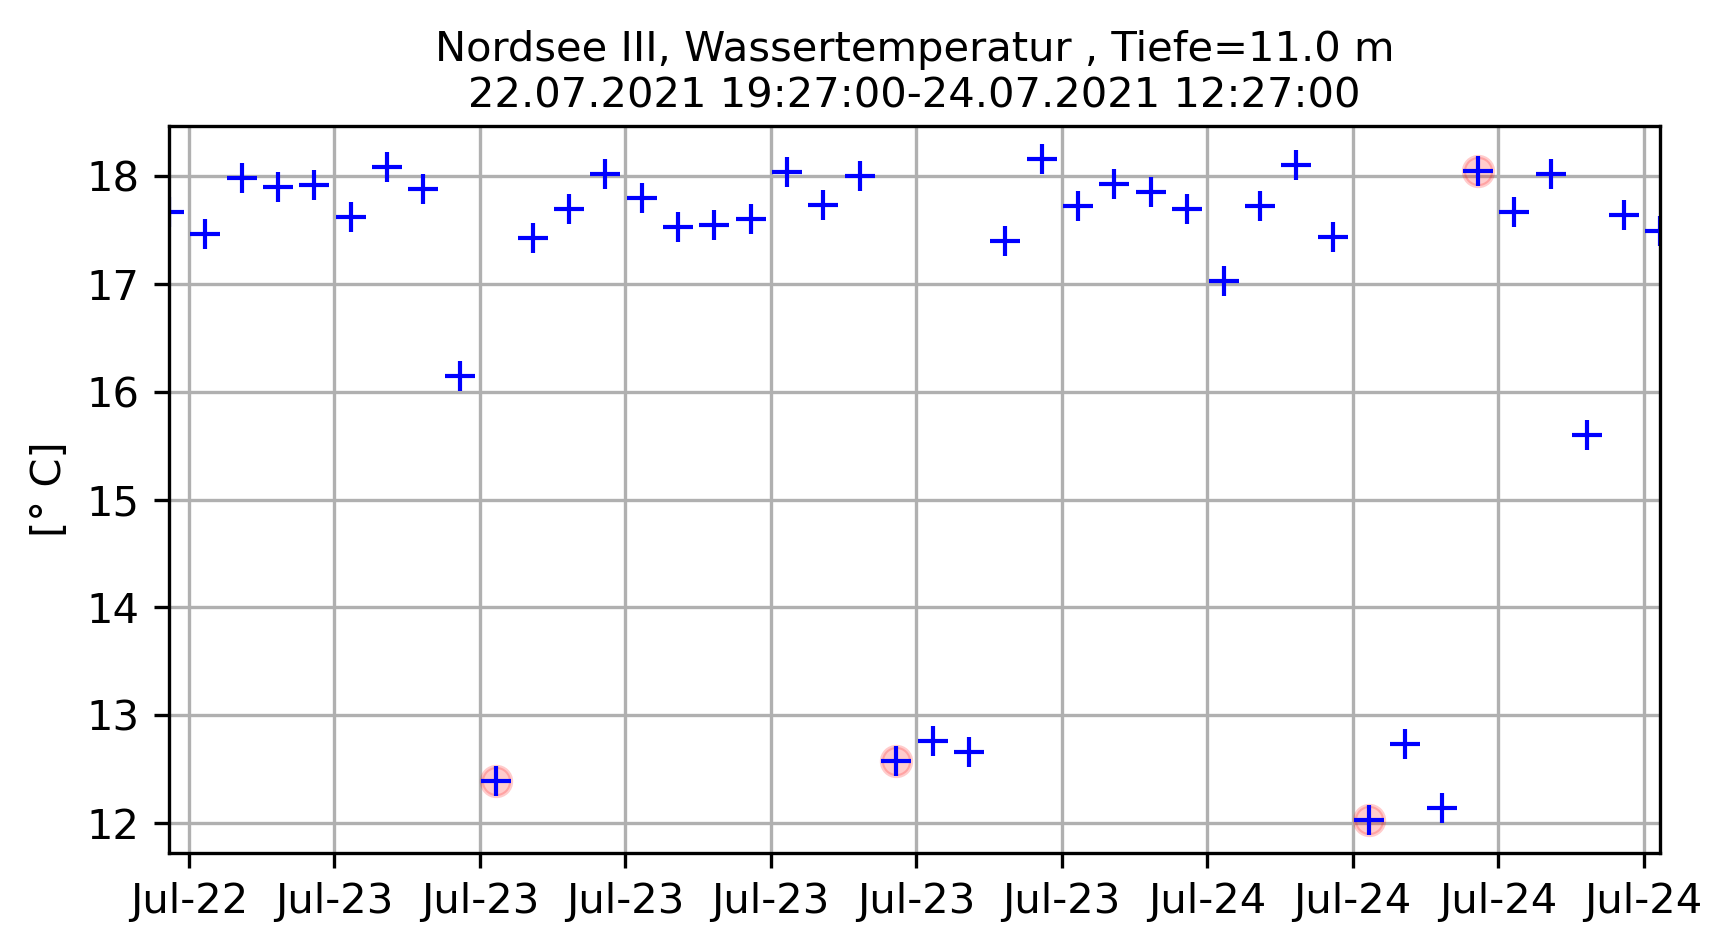 Nordsee III, Wassertemperatur , Tiefe=11.0 m
22.07.2021 19:27:00-24.07.2021 12:27:00
[° C]
18
17
16
15
14
13
12
Jul-22 Jul-23 Jul-23 Jul-23 Jul-23 Jul-23 Jul-23 Jul-24 Jul-24 Jul-24 Jul-24